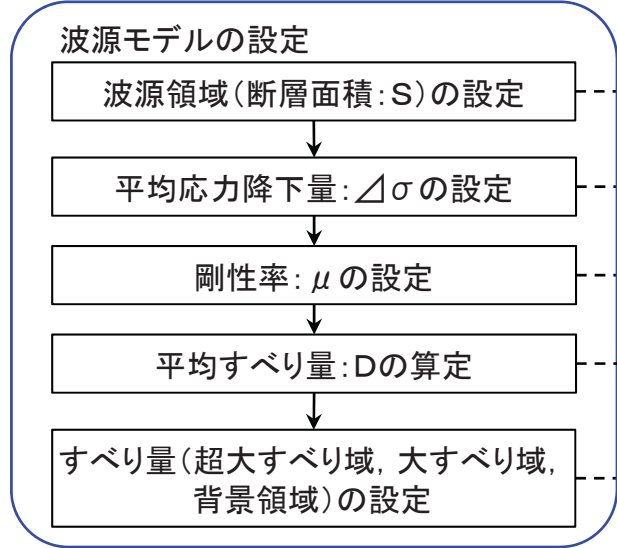 波源モデルの設定
波源領域(断層面積:S)の設定
平均応力降下量:⊿σの設定
剛性率:μの設定
平均すべり量:Dの算定
すべり量(超大すべり域,大すべり域,
背景領域)の設定